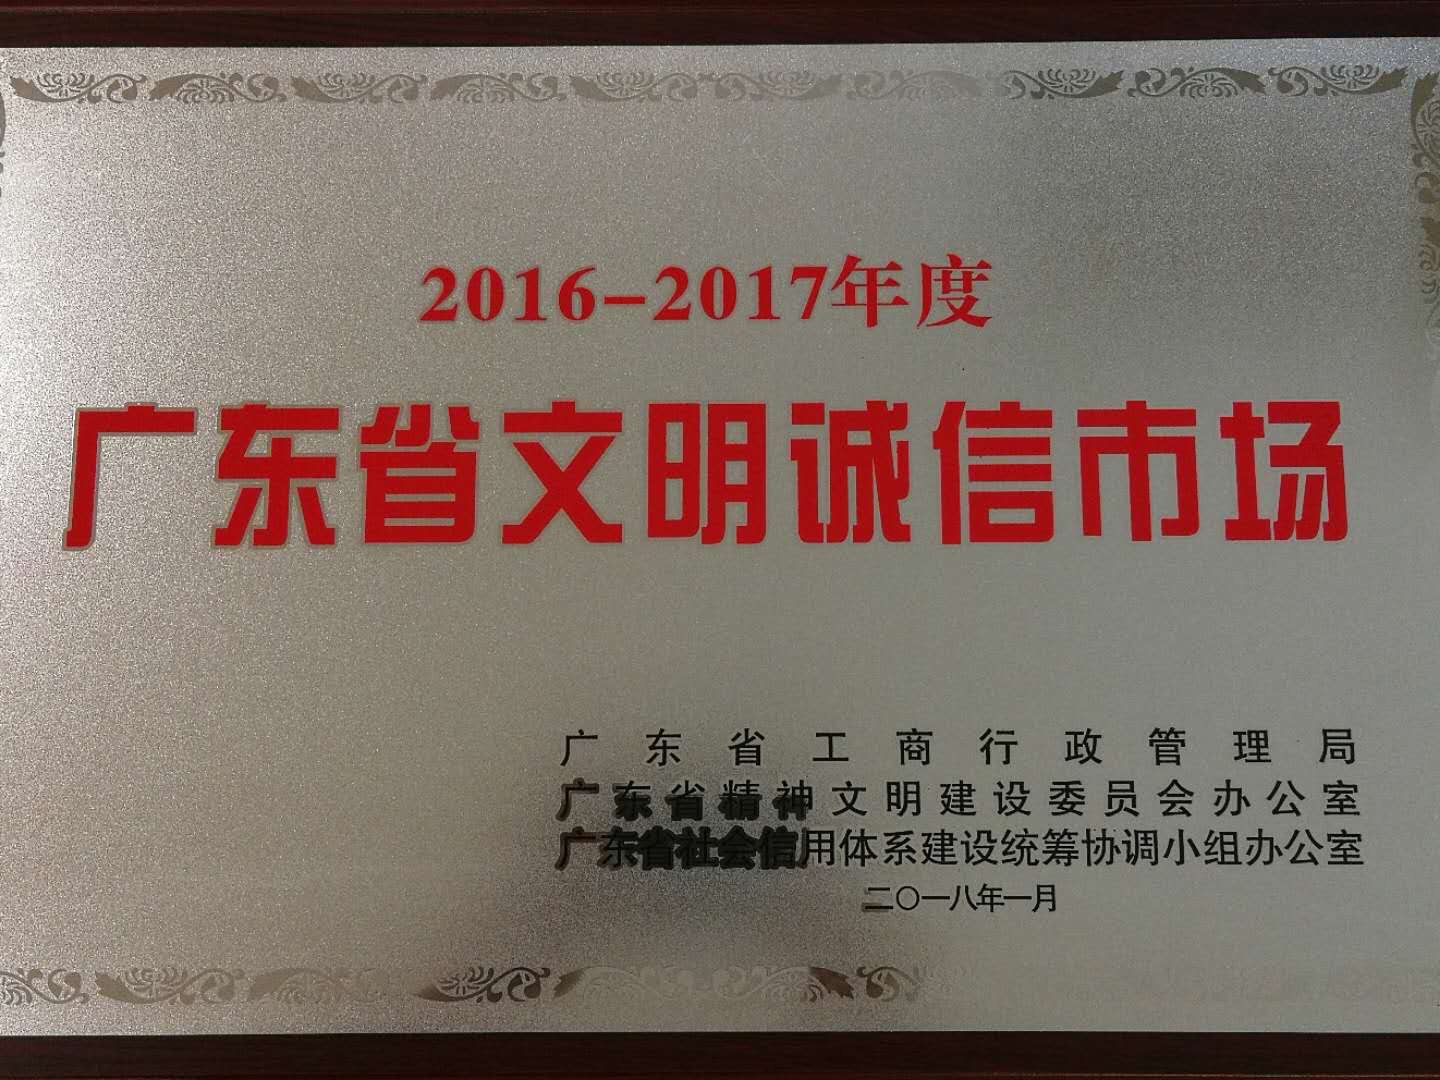 2016-2017年度
广东省文明诚信市场
广东省工商行政管理局
广东省精神文明建设委员会办公室
广东省社会信用体系建设统筹协调小组办公室
二〇一八年一月